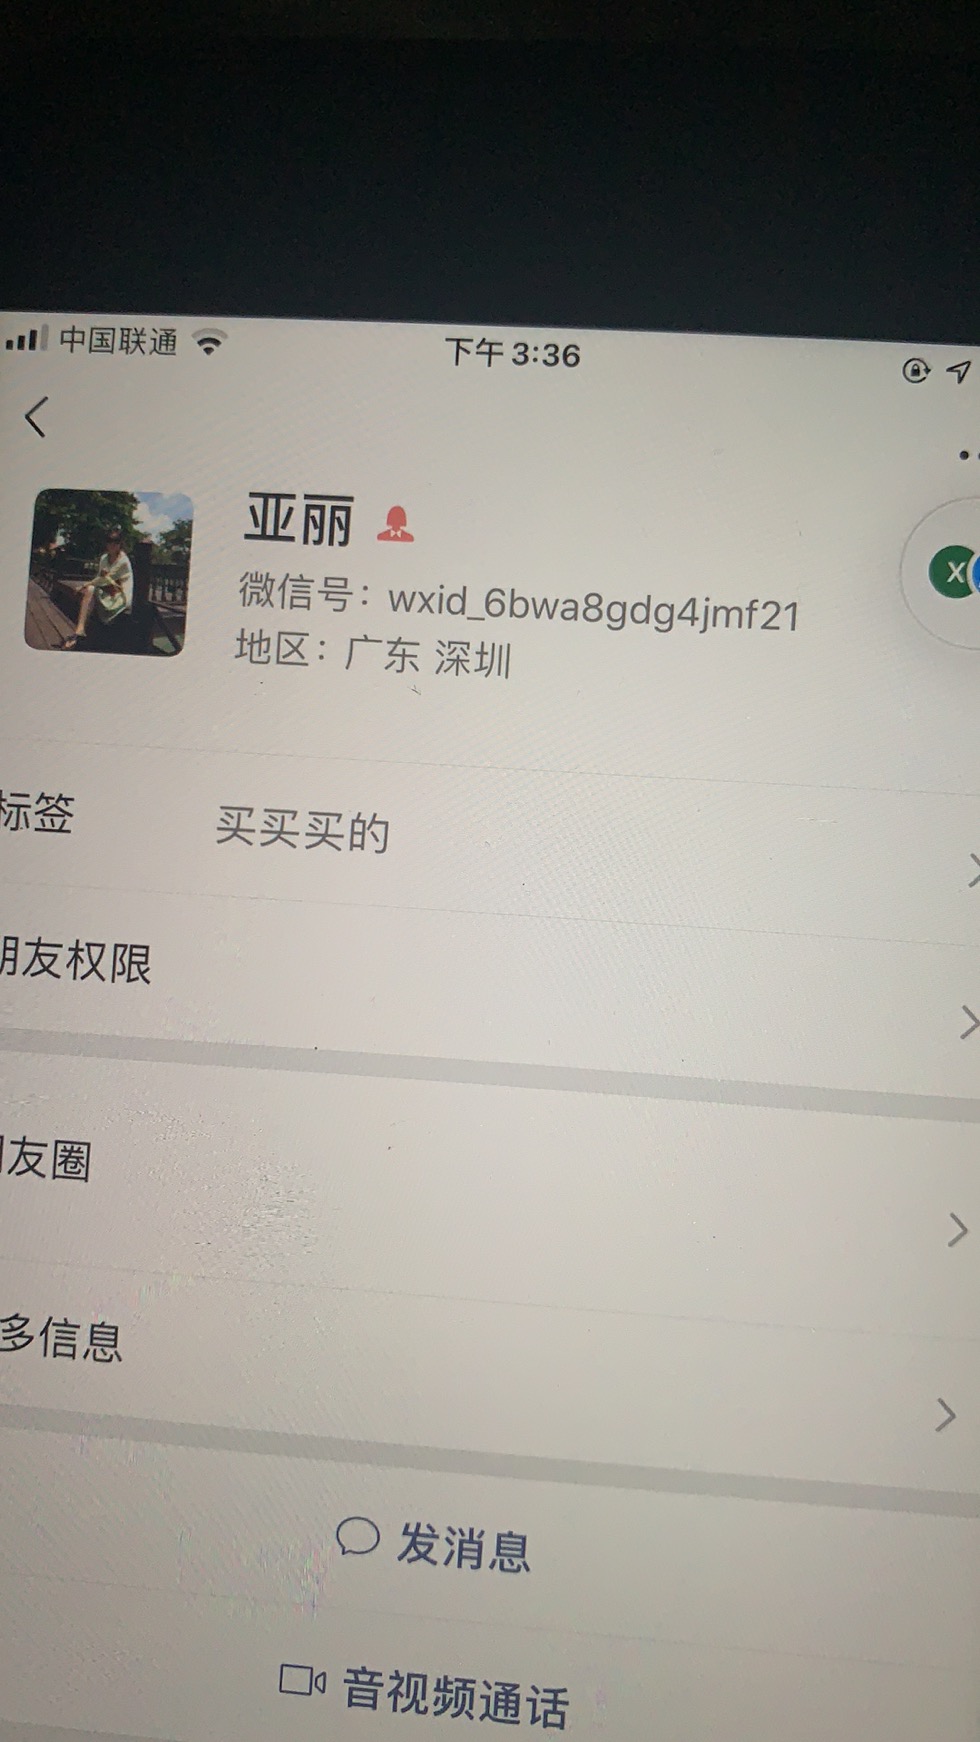 中国联通
下午 3:36
亚丽
微信号：wxid_6bwa8gdg4jmf21
地区：广东 深圳
X
标签 买买买的
朋友权限
友圈
多信息
发消息
音视频通话